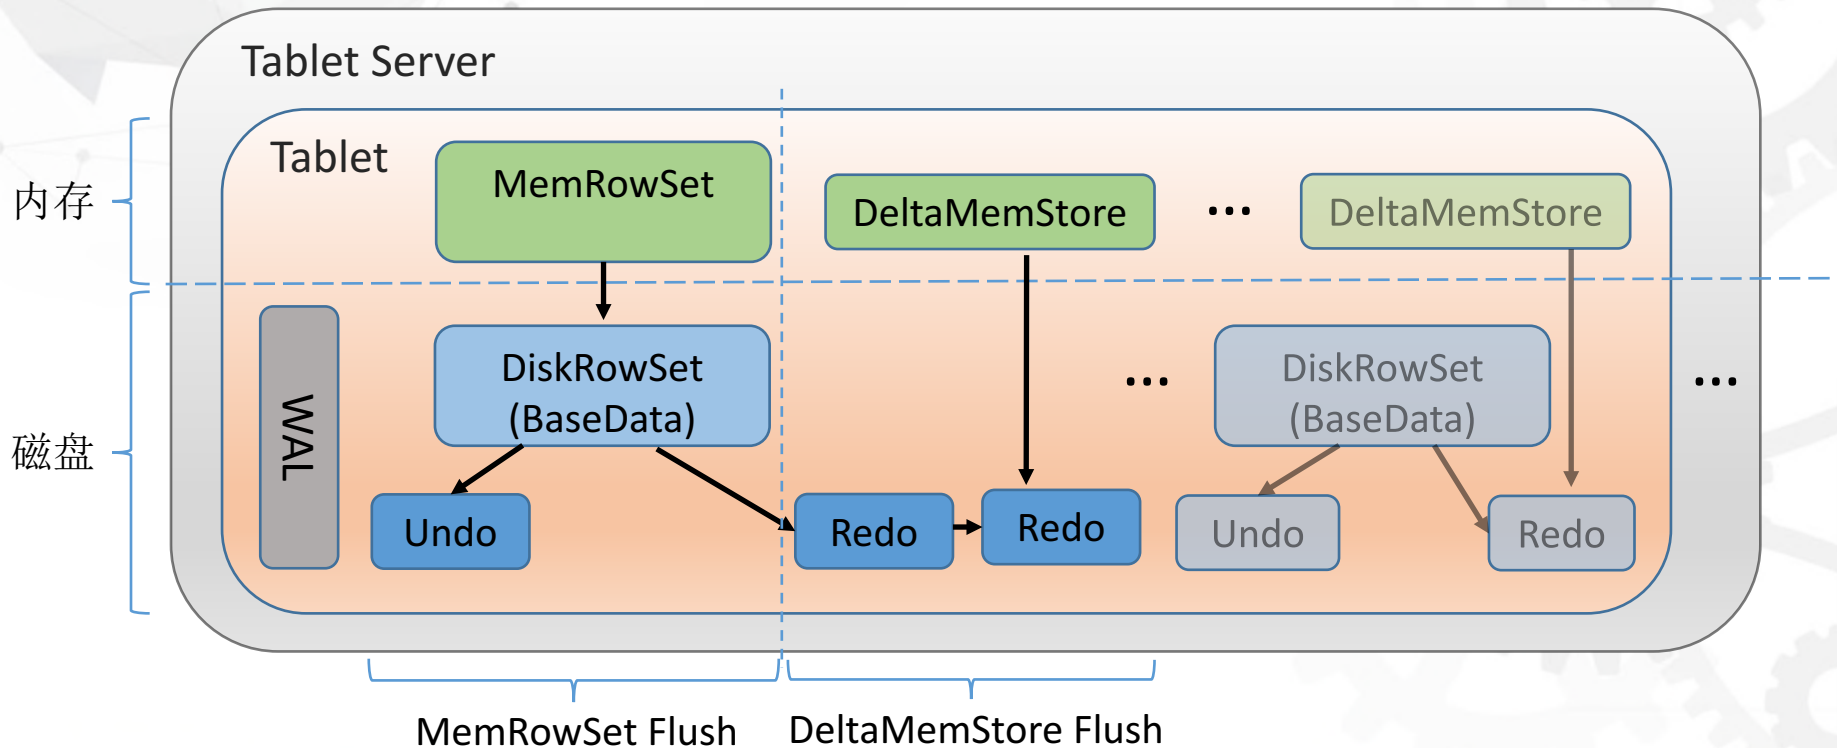 Tablet Server
Tablet
内存
MemRowSet
DeltaMemStore
...
DeltaMemStore
磁盘
WAL
DiskRowSet
(BaseData)
...
DiskRowSet
(BaseData)
...
Undo
Redo
Redo
Undo
Redo
MemRowSet Flush
DeltaMemStore Flush